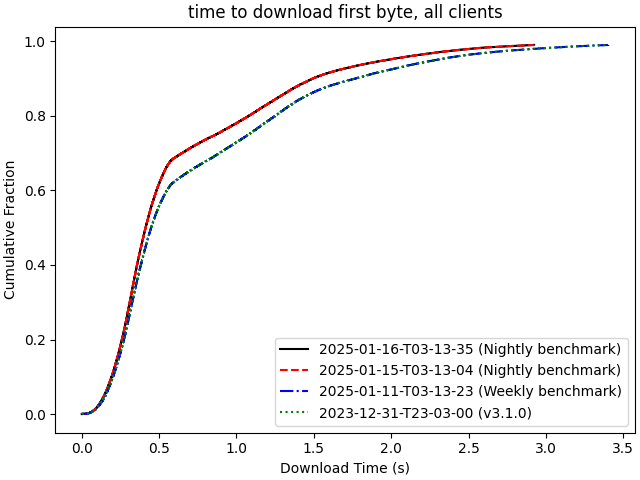 time to download first byte, all clients
Cumulative Fraction
1.0
0.8
0.6
0.4
0.2
0.0
2025-01-16-T03-13-35 (Nightly benchmark)
2025-01-15-T03-13-04 (Nightly benchmark)
2025-01-11-T03-13-23 (Weekly benchmark)
2023-12-31-T23-03-00 (v3.1.0)
0.0 0.5 1.0 1.5 2.0 2.5 3.0 3.5
Download Time (s)